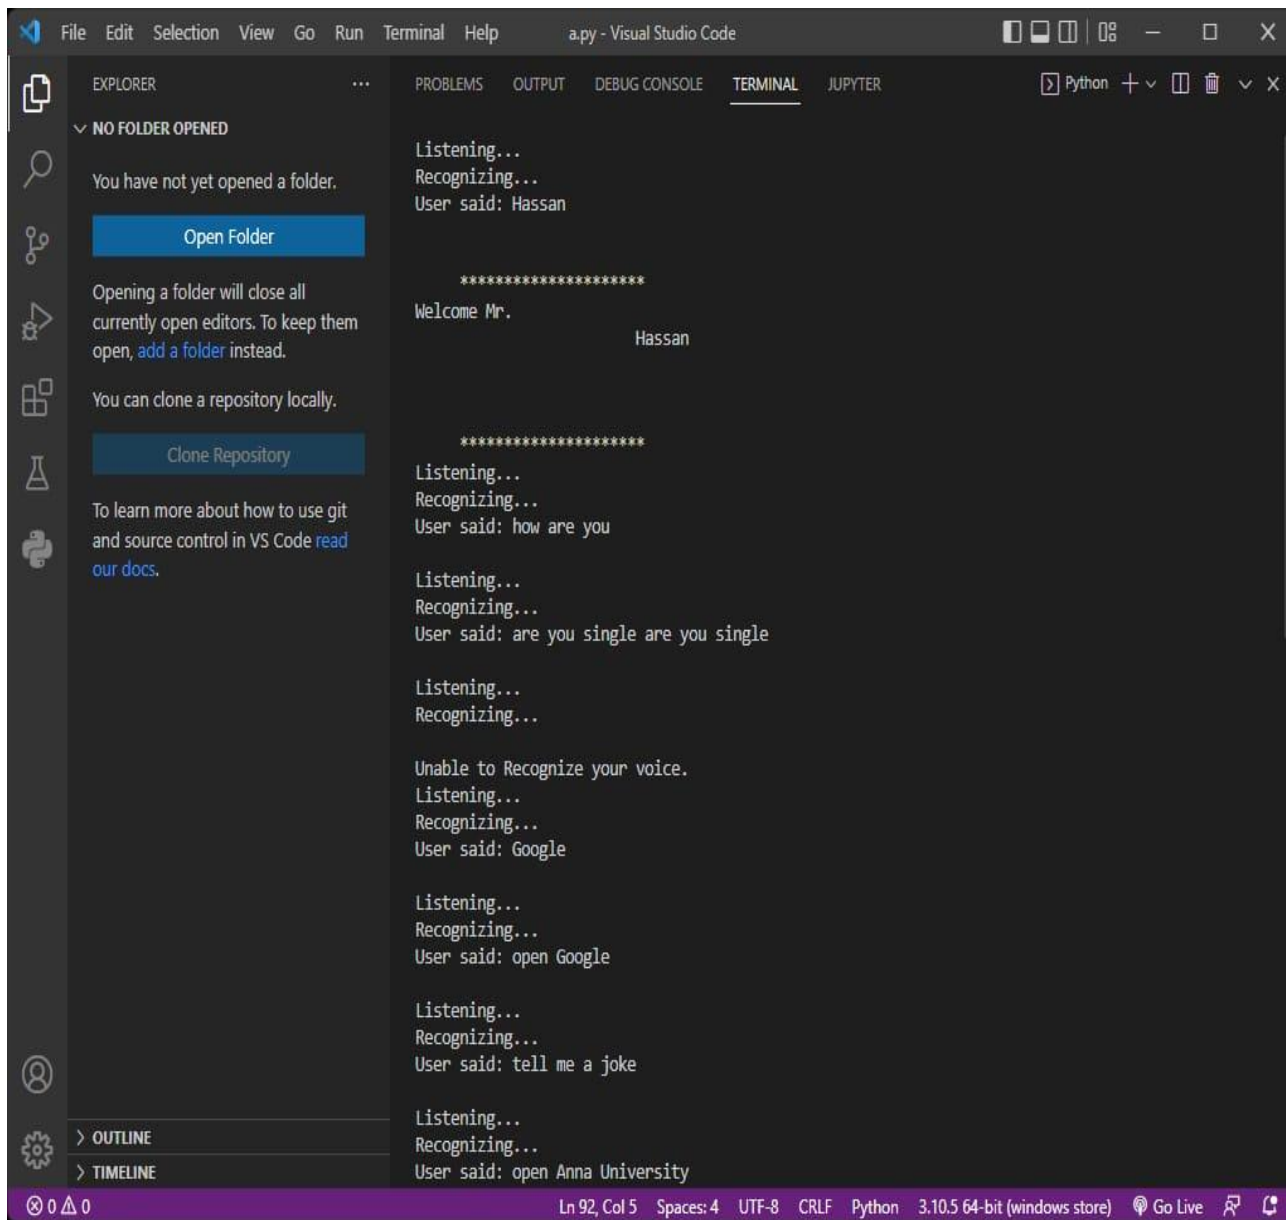 File Edit Selection View Go Run Terminal Help a.py - Visual Studio Code
EXPLORER
NO FOLDER OPENED
You have not yet opened a folder.
Open Folder
Opening a folder will close all
currently open editors. To keep them
open, add a folder instead.
You can clone a repository locally.
Clone Repository
To learn more about how to use git
and source control in VS Code read
our docs.
OUTLINE
TIMELINE
PROBLEMS OUTPUT DEBUG CONSOLE TERMINAL JUPYTER Python
Listening...
Recognizing...
User said: Hassan
*********************
Welcome Mr.
Hassan
*********************
Listening...
Recognizing...
User said: how are you
Listening...
Recognizing...
User said: are you single are you single
Listening...
Recognizing...
Unable to Recognize your voice.
Listening...
Recognizing...
User said: Google
Listening...
Recognizing...
User said: open Google
Listening...
Recognizing...
User said: tell me a joke
Listening...
Recognizing...
User said: open Anna University
0 0 Ln 92, Col 5 Spaces: 4 UTF-8 CRLF Python 3.10.5 64-bit (windows store) Go Live